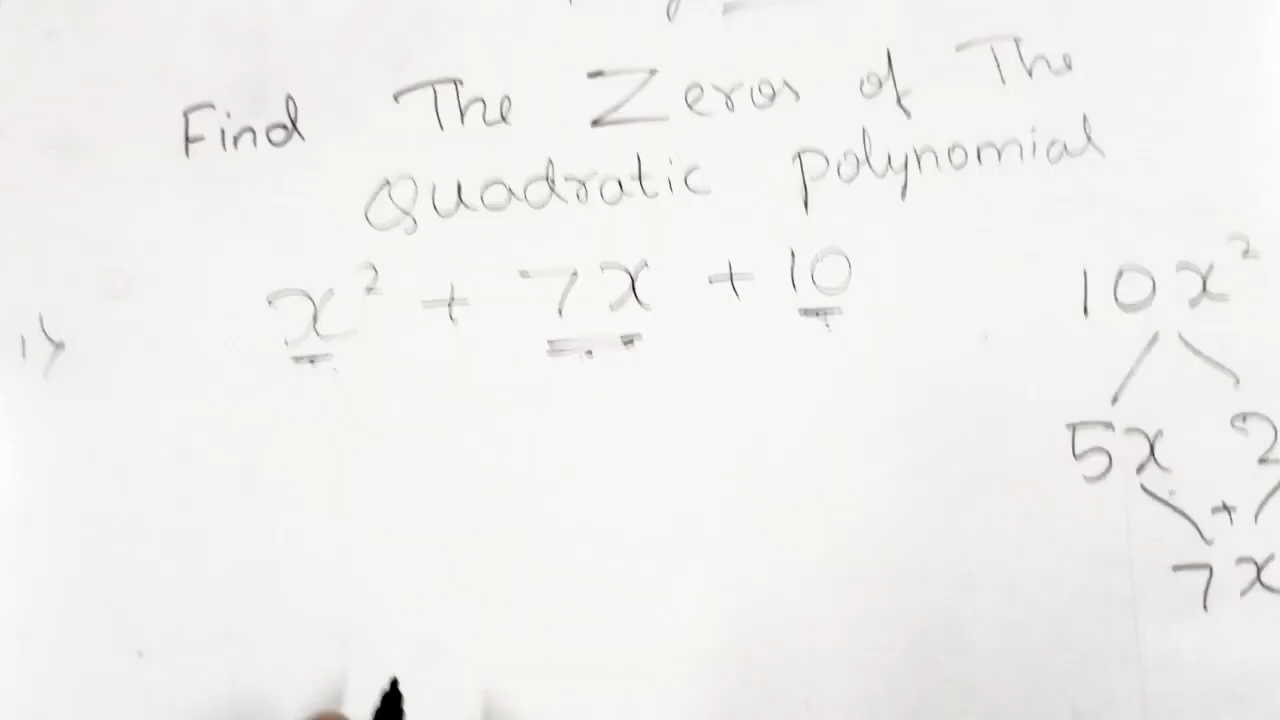 Find The Zeros of The
Quadratic polynomial
1) x² + 7x + 10
10x²
5x 2
+
7x